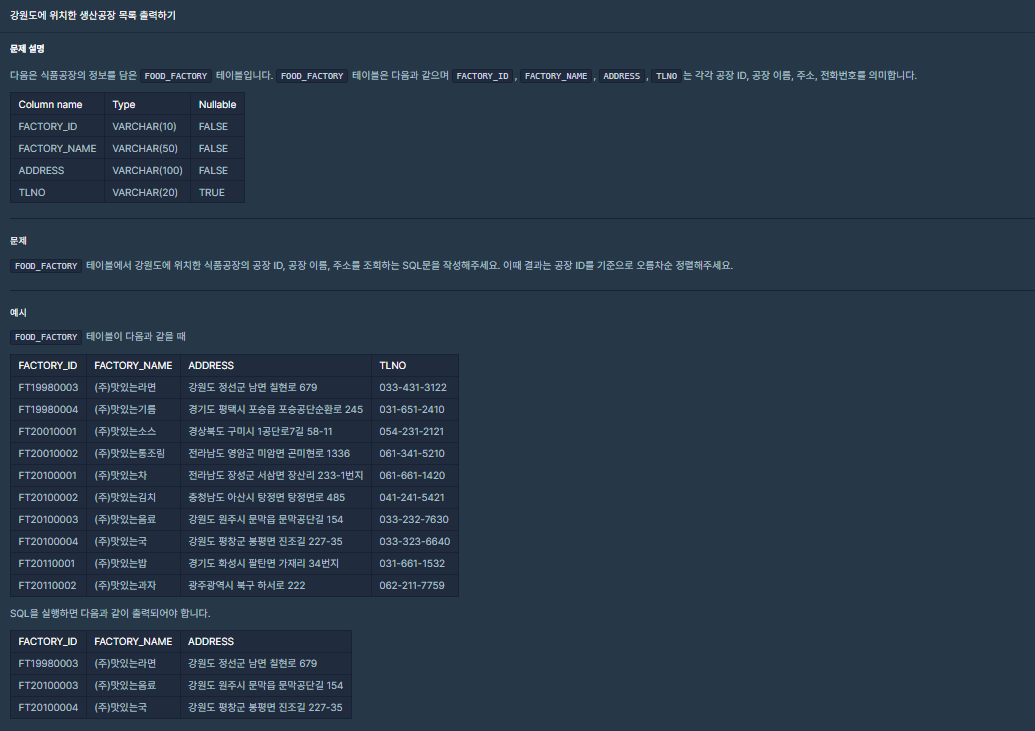 강원도에 위치한 생산공장 목록 출력하기
문제 설명
다음은 식품공장의 정보를 담은 FOOD_FACTORY 테이블입니다. FOOD_FACTORY 테이블은 다음과 같으며 FACTORY_ID, FACTORY_NAME, ADDRESS, TLNO 는 각각 공장 ID, 공장 이름, 주소, 전화번호를 의미합니다.
Column name Type Nullable
FACTORY_ID VARCHAR(10) FALSE
FACTORY_NAME VARCHAR(50) FALSE
ADDRESS VARCHAR(100) FALSE
TLNO VARCHAR(20) TRUE
문제
FOOD_FACTORY 테이블에서 강원도에 위치한 식품공장의 공장 ID, 공장 이름, 주소를 조회하는 SQL문을 작성해주세요. 이때 결과는 공장 ID를 기준으로 오름차순 정렬해주세요.
예시
FOOD_FACTORY 테이블이 다음과 같을 때
FACTORY_ID FACTORY_NAME ADDRESS TLNO
FT19980003 (주)맛있는라면 강원도 정선군 남면 칠현로 679 033-431-3122
FT19980004 (주)맛있는기름 경기도 평택시 포승읍 포승공단순환로 245 031-651-2410
FT20010001 (주)맛있는소스 경상북도 구미시 1공단로7길 58-11 054-231-2121
FT20010002 (주)맛있는통조림 전라남도 영암군 미암면 곤미현로 1336 061-341-5210
FT20100001 (주)맛있는차 전라남도 장성군 서삼면 장산리 233-1번지 061-661-1420
FT20100002 (주)맛있는김치 충청남도 아산시 탕정면 탕정면로 485 041-241-5421
FT20100003 (주)맛있는음료 강원도 원주시 문막읍 문막공단길 154 033-232-7630
FT20100004 (주)맛있는국 강원도 평창군 봉평면 진조길 227-35 033-323-6640
FT20110001 (주)맛있는밥 경기도 화성시 팔탄면 가재리 34번지 031-661-1532
FT20110002 (주)맛있는과자 광주광역시 북구 하서로 222 062-211-7759
SQL을 실행하면 다음과 같이 출력되어야 합니다.
FACTORY_ID FACTORY_NAME ADDRESS
FT19980003 (주)맛있는라면 강원도 정선군 남면 칠현로 679
FT20100003 (주)맛있는음료 강원도 원주시 문막읍 문막공단길 154
FT20100004 (주)맛있는국 강원도 평창군 봉평면 진조길 227-35